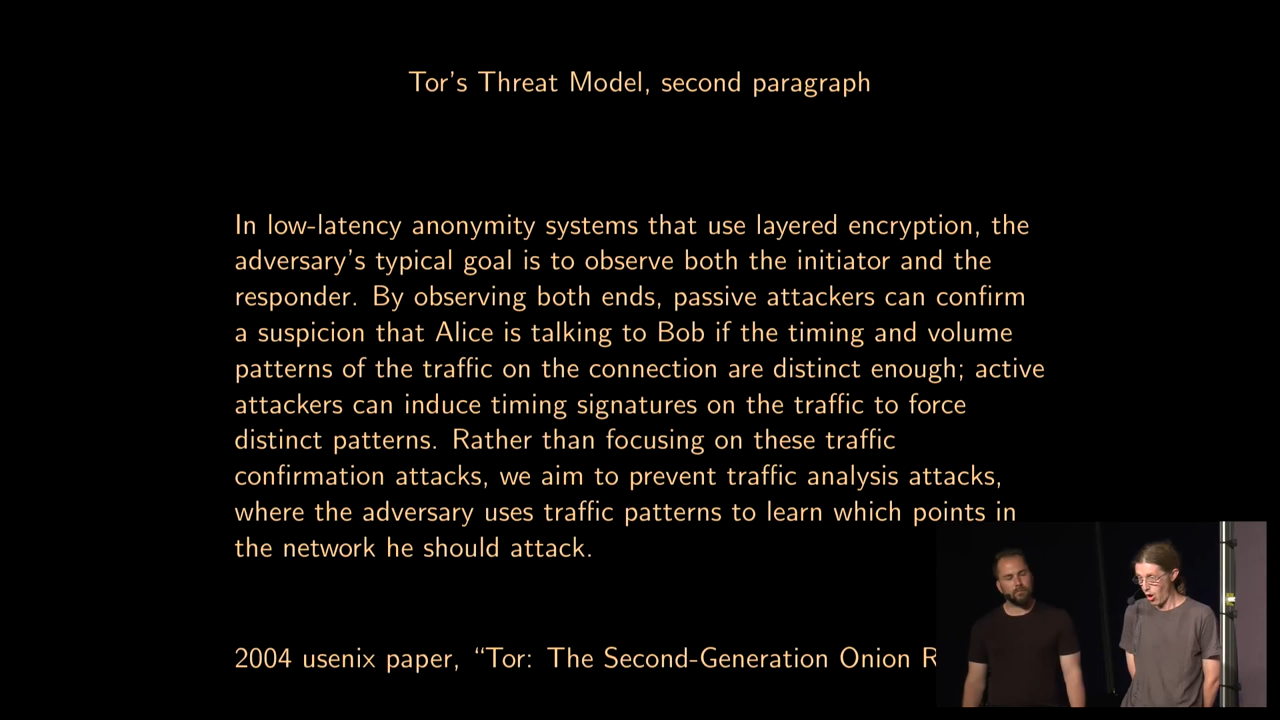 Tor's Threat Model, second paragraph
In low-latency anonymity systems that use layered encryption, the
adversary's typical goal is to observe both the initiator and the
responder. By observing both ends, passive attackers can confirm
a suspicion that Alice is talking to Bob if the timing and volume
patterns of the traffic on the connection are distinct enough; active
attackers can induce timing signatures on the traffic to force
distinct patterns. Rather than focusing on these traffic
confirmation attacks, we aim to prevent traffic analysis attacks,
where the adversary uses traffic patterns to learn which points in
the network he should attack.
2004 usenix paper, “Tor: The Second-Generation Onion R